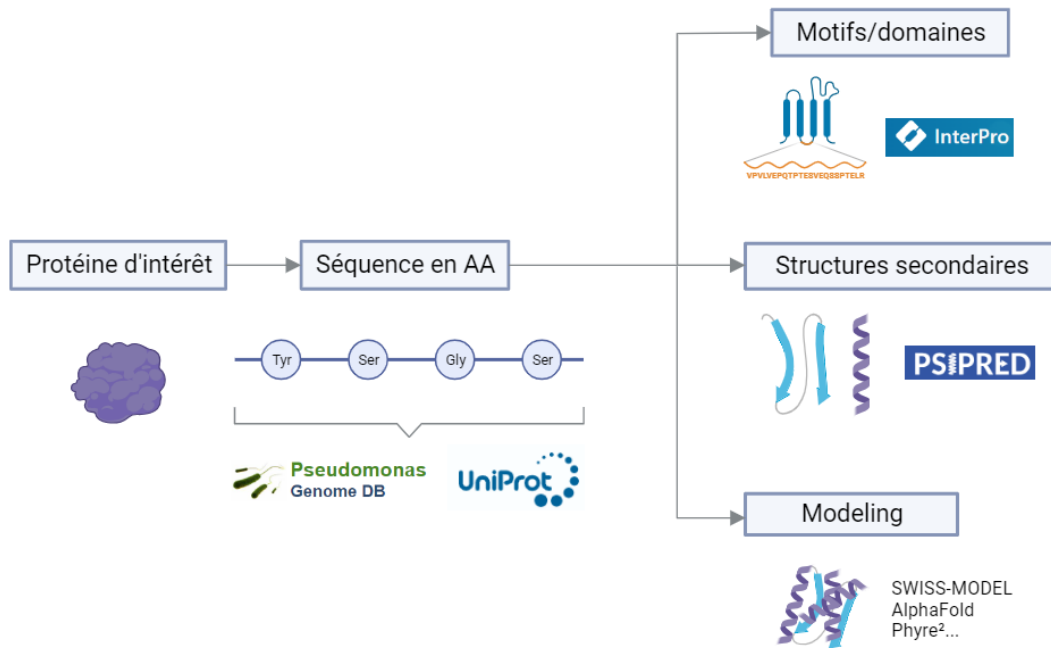 Motifs/domaines
InterPro
VPVLVEPQTPTESVEQSSPTELR
Protéine d'intérêt
Séquence en AA
Structures secondaires
Tyr
Ser
Gly
Ser
PSIPRED
Pseudomonas
Genome DB
UniProt
Modeling
SWISS-MODEL
AlphaFold
Phyre²...